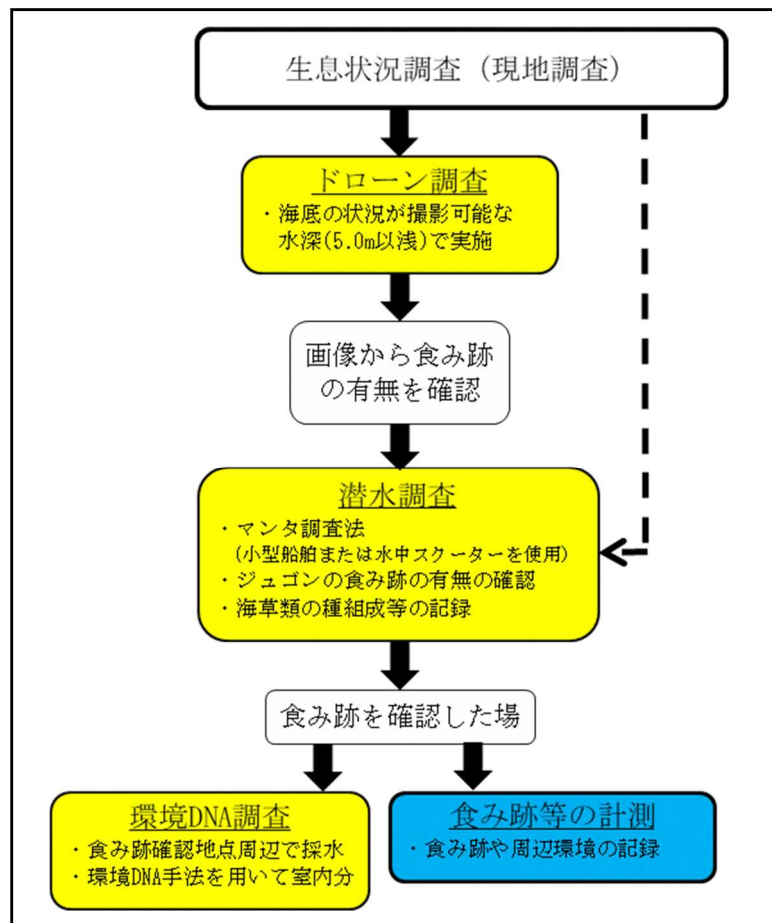 生息状況調査（現地調査）
ドローン調査
・海底の状況が撮影可能な
水深(5.0m以浅)で実施
画像から食み跡
の有無を確認
潜水調査
・マンタ調査法
(小型船舶または水中スクーターを使用)
・ジュゴンの食み跡の有無の確認
・海草類の種組成等の記録
食み跡を確認した場
環境DNA調査
・食み跡確認地点周辺で採水
・環境DNA手法を用いて室内分
食み跡等の計測
・食み跡や周辺環境の記録